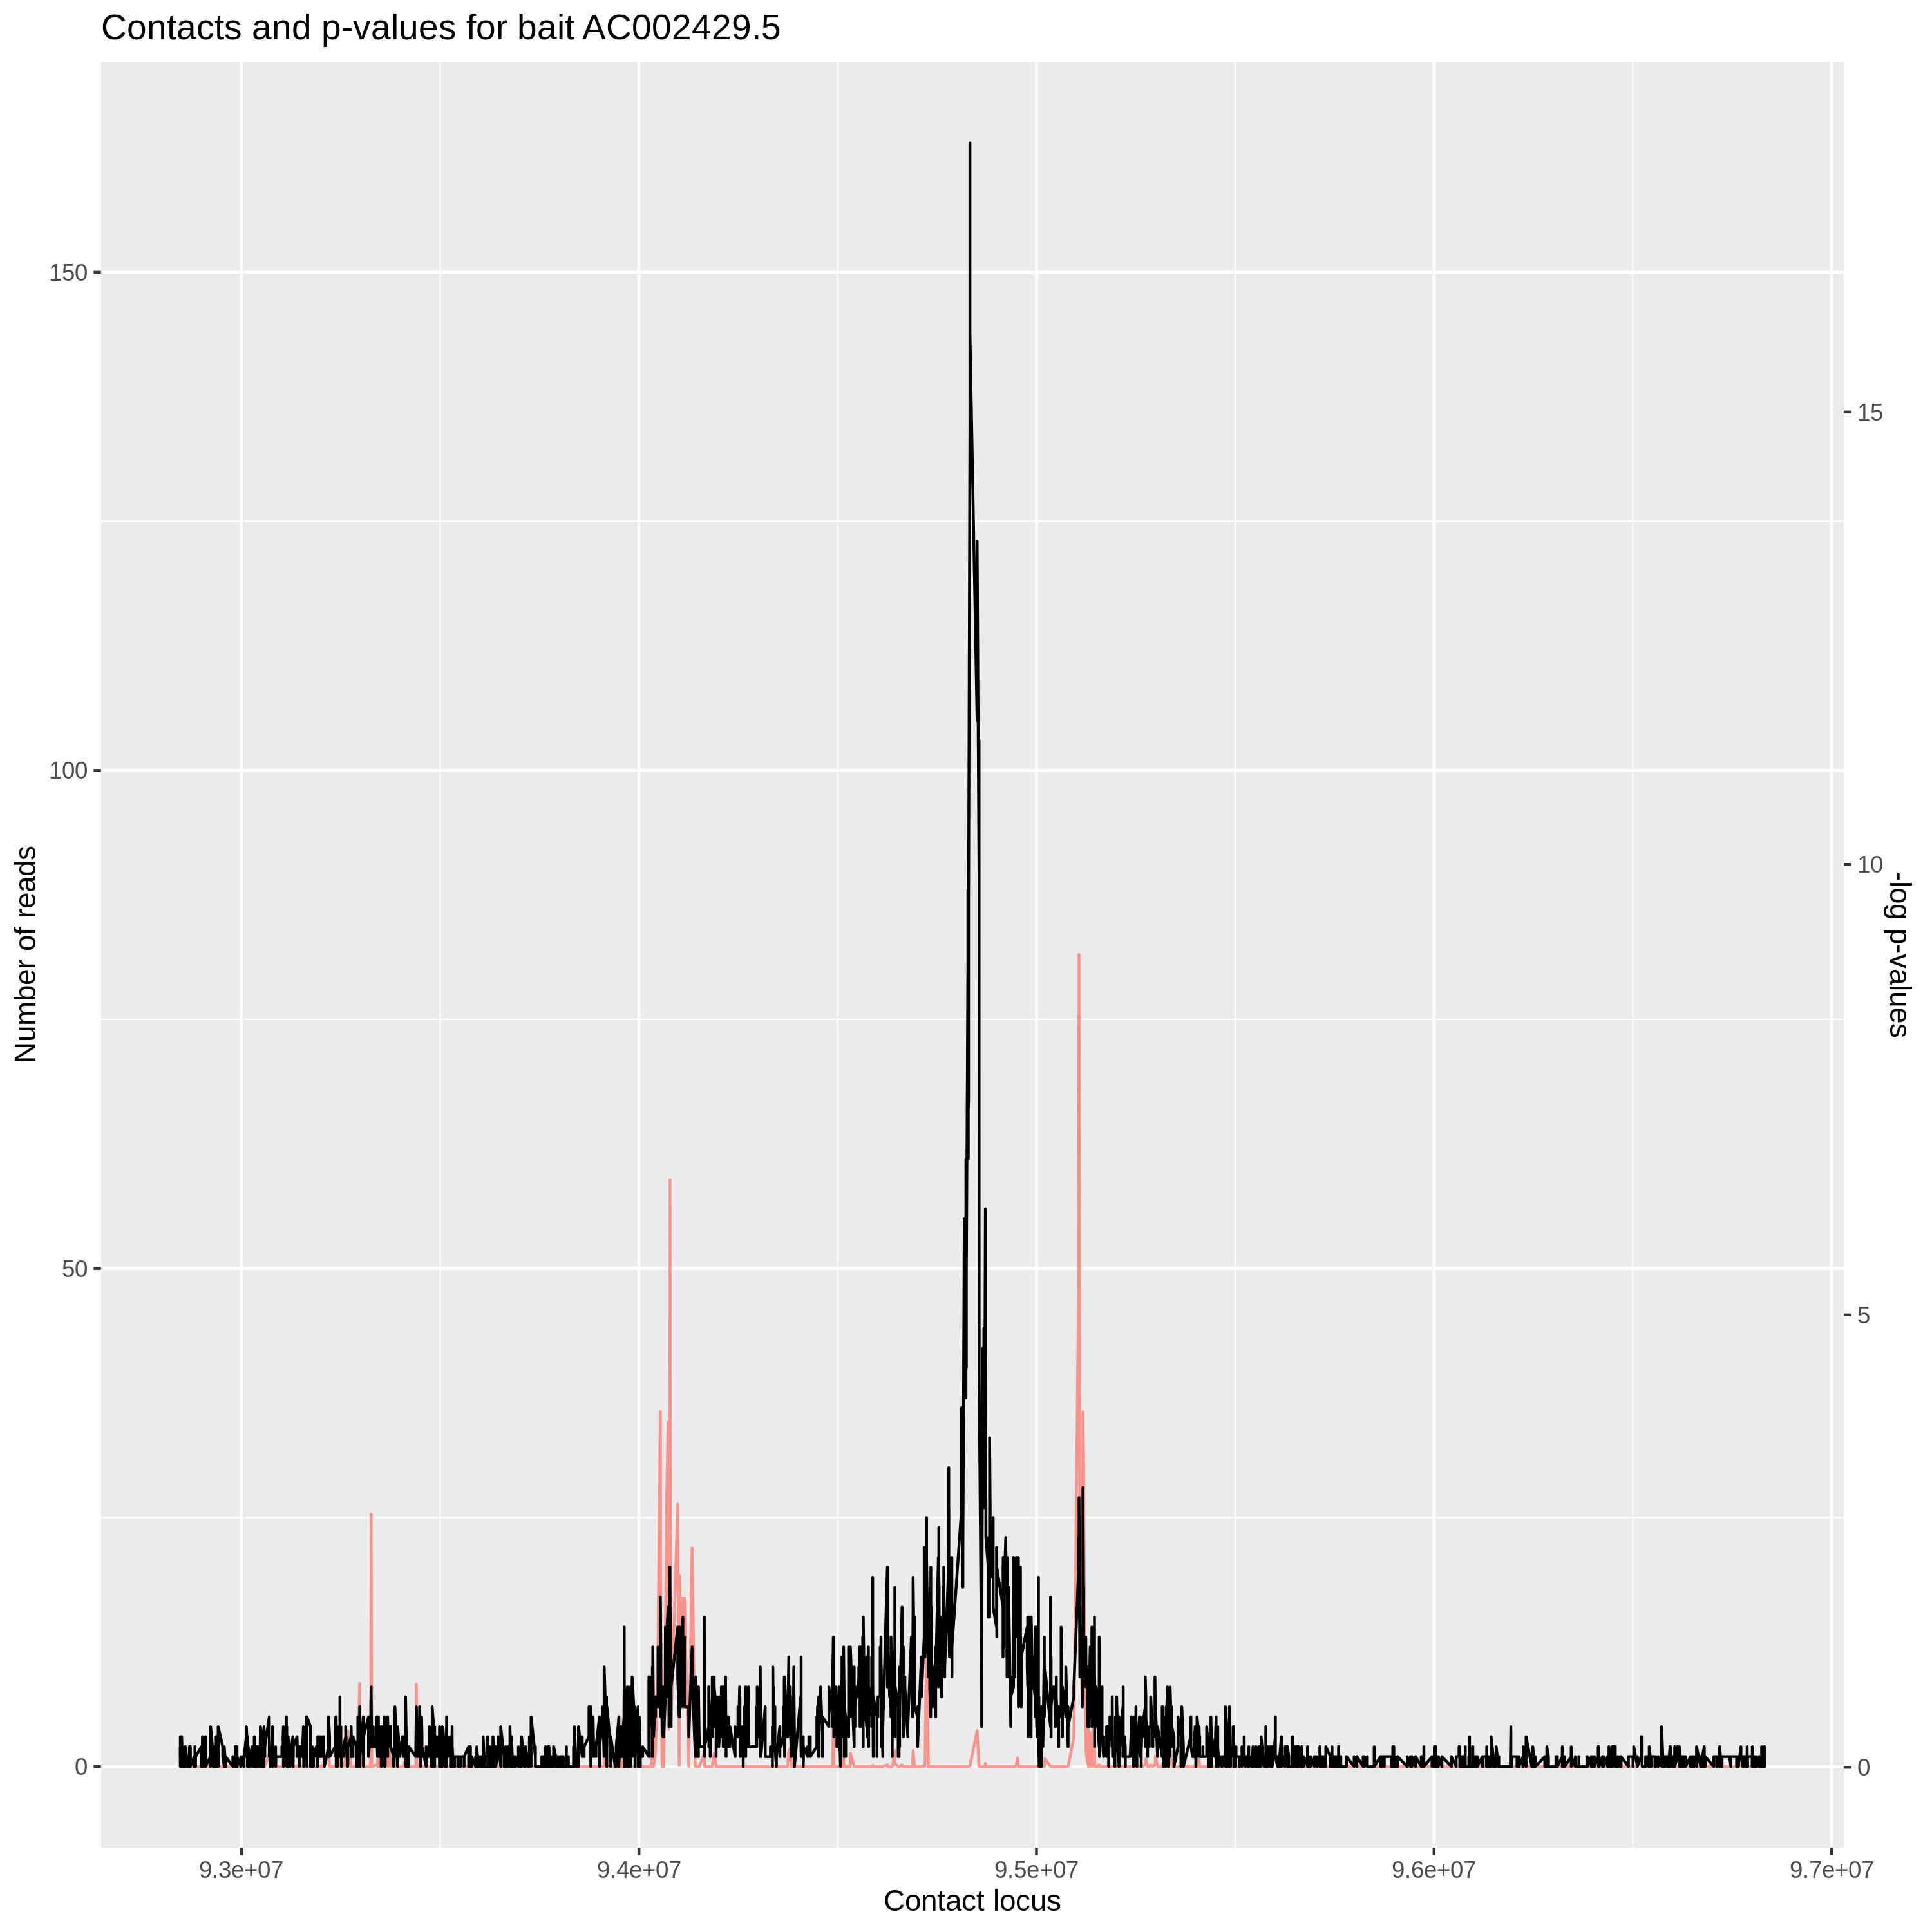 Contacts and p-values for bait AC002429.5
150
100
50
0
Number of reads
15
10
5
0
-log p-values
9.3e+07
9.4e+07
9.5e+07
9.6e+07
9.7e+07
Contact locus